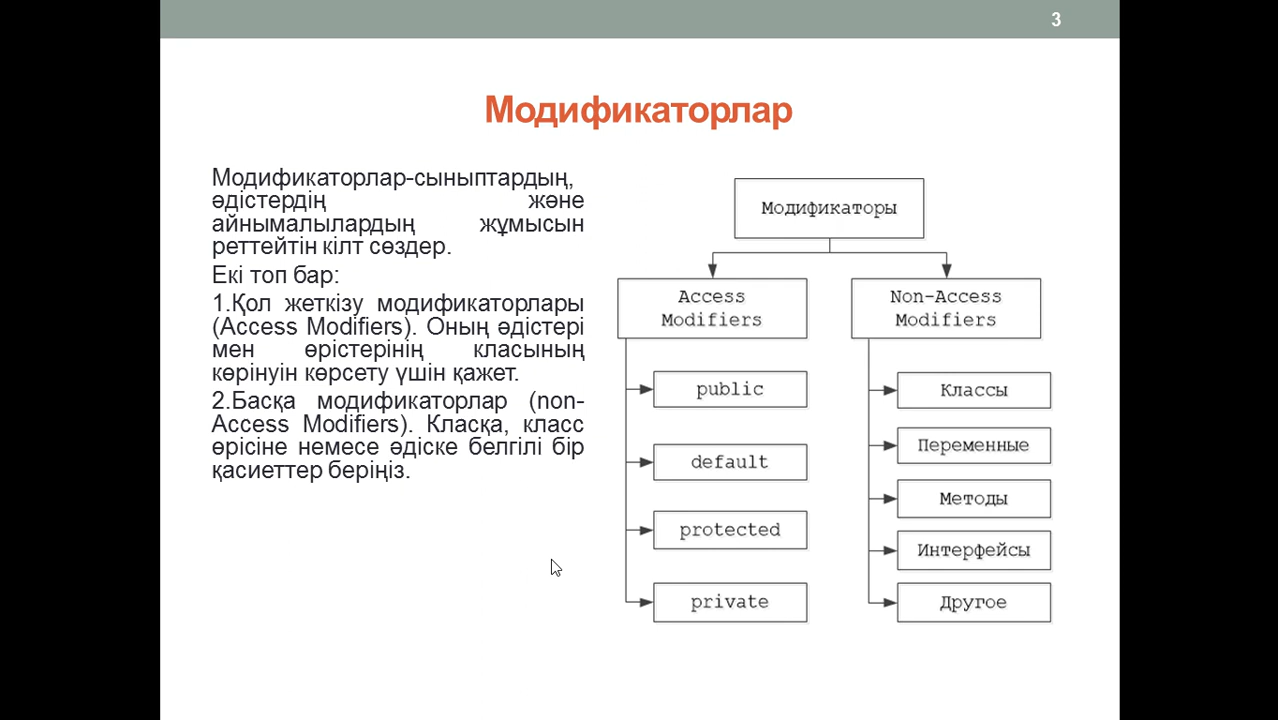 3
Модификаторлар
Модификаторлар-сыныптардың,
әдістердің және
айнымалылардың жұмысын
реттейтін кілт сөздер.
Екі топ бар:
1.Қол жеткізу модификаторлары
(Access Modifiers). Оның әдістері
мен өрістерінің класының
көрінуін көрсету үшін қажет.
2.Басқа модификаторлар (non-
Access Modifiers). Класқа, класс
өрісіне немесе әдіске белгілі бір
қасиеттер беріңіз.
Модификаторы
Access
Modifiers
public
default
protected
private
Non-Access
Modifiers
Классы
Переменные
Методы
Интерфейсы
Другое